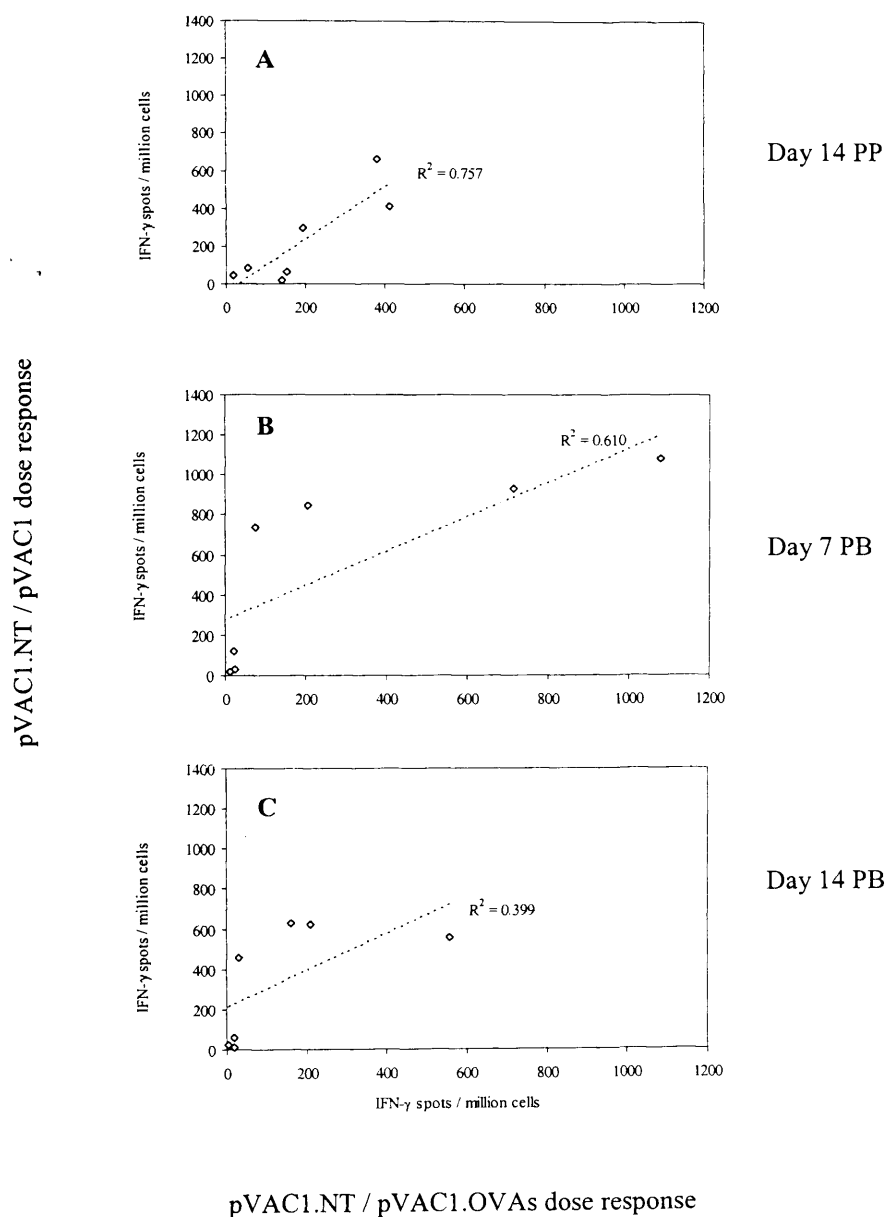 A
1400
1200
1000
800
600
400
200
0
0 200 400 600 800 1000 1200
IFN-γ spots / million cells
R² = 0.757
Day 14 PP
pVAC1.NT / pVAC1 dose response
B
1400
1200
1000
800
600
400
200
0
0 200 400 600 800 1000 1200
IFN-γ spots / million cells
R² = 0.610
Day 7 PB
C
1400
1200
1000
800
600
400
200
0
0 200 400 600 800 1000 1200
IFN-γ spots / million cells
R² = 0.399
Day 14 PB
IFN-γ spots / million cells
pVAC1.NT / pVAC1.OVAs dose response